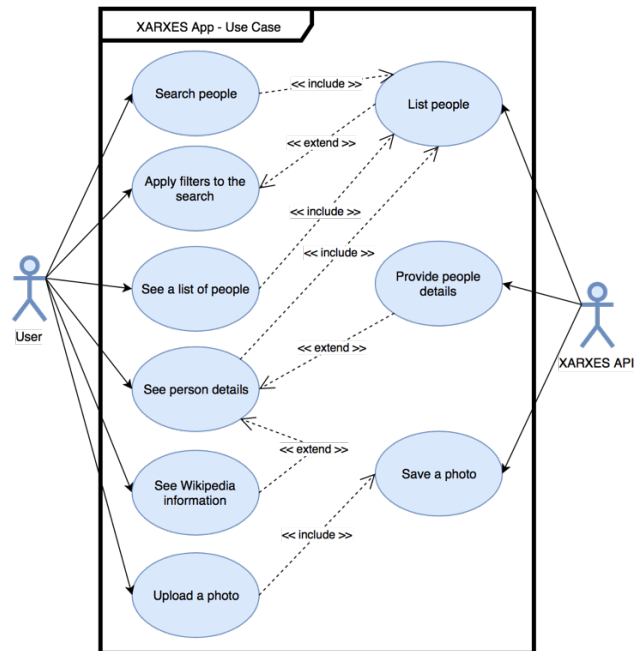 XARXES App - Use Case
Search people
<< include >>
List people
<< extend >>
Apply filters to the
search
<< include >>
<< include >>
See a list of people
Provide people
details
User
XARXES API
<< extend >>
See person details
<< extend >>
See Wikipedia
information
Save a photo
<< include >>
Upload a photo